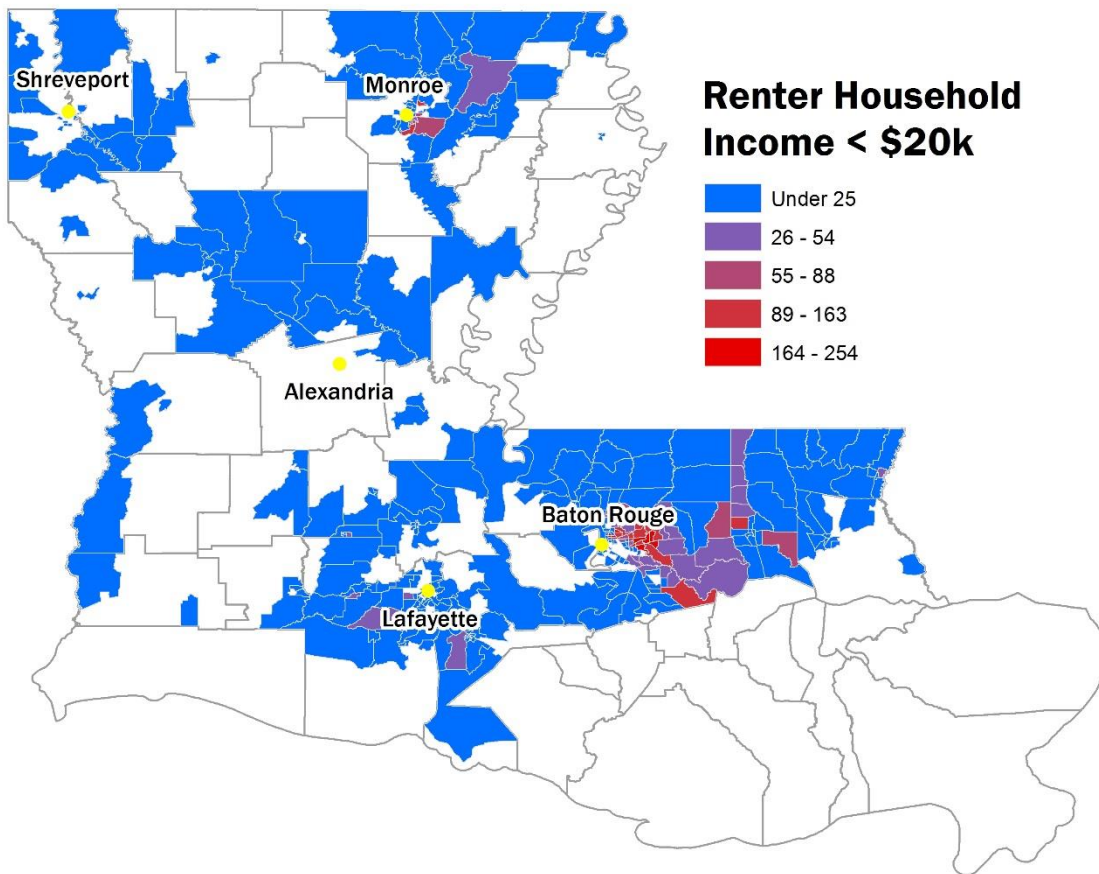 Shreveport
Monroe
Renter Household
Income < $20k
Under 25
26 - 54
55 - 88
89 - 163
164 - 254
Alexandria
Baton Rouge
Lafayette